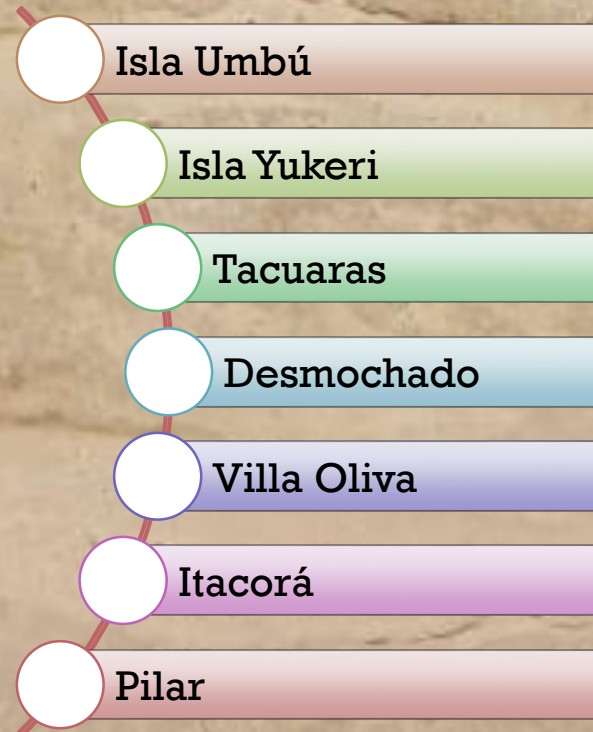 Isla Umbú
Isla Yukeri
Tacuaras
Desmochado
Villa Oliva
Itacorá
Pilar